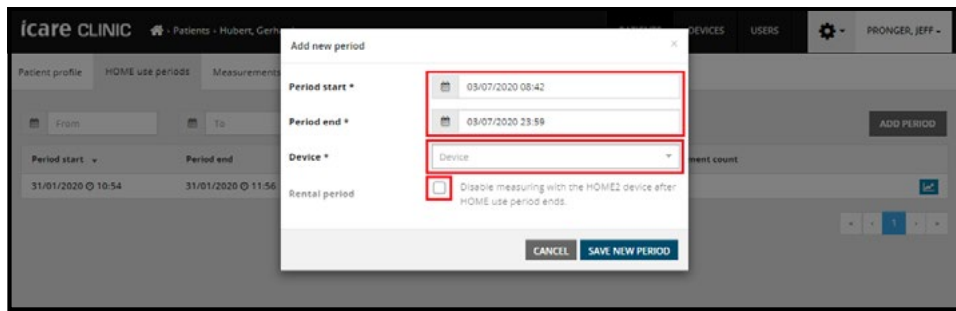 icare CLINIC
Patients - Hubert, Gerh
DEVICES
USERS
PRONGER, JEFF
Patient profile
HOME use periods
Measurements
Add new period
×
Period start *
03/07/2020 08:42
Period end *
03/07/2020 23:59
Device *
Device
Rental period
Disable measuring with the HOME2 device after
HOME use period ends.
CANCEL
SAVE NEW PERIOD
From
To
ADD PERIOD
Period start
Period end
ment count
31/01/2020 10:54
31/01/2020 11:56
1